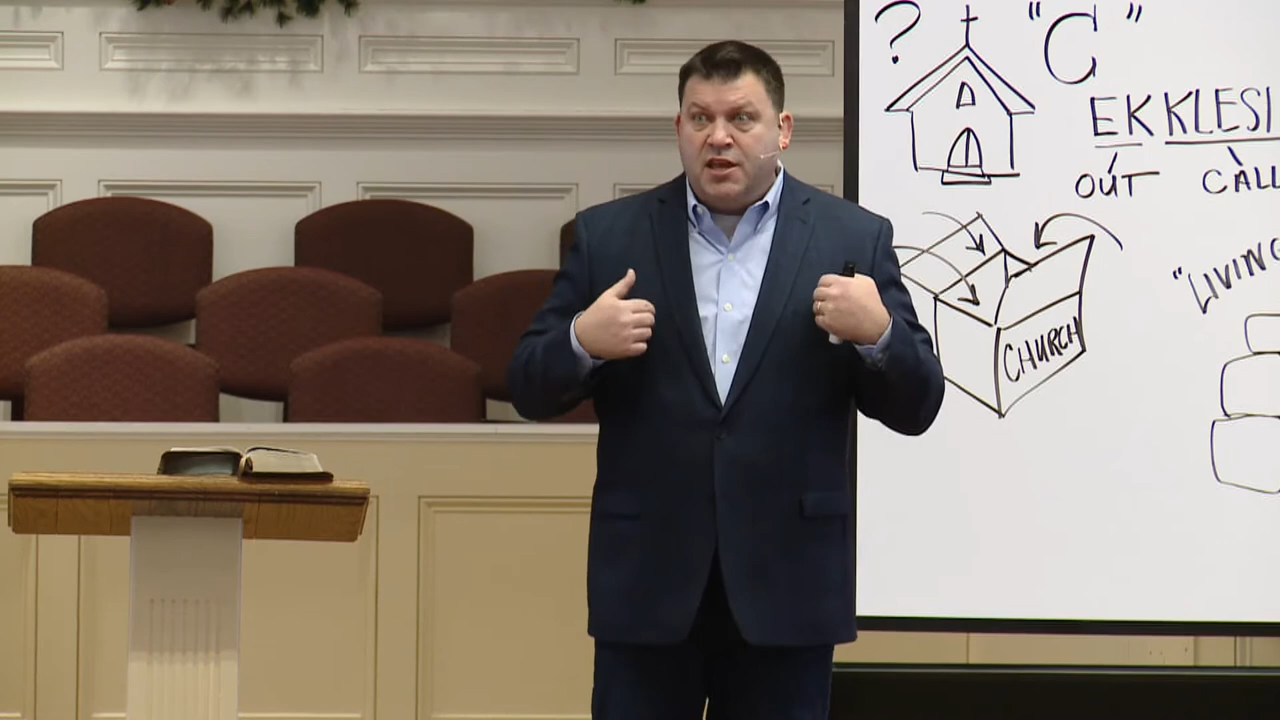 ? "C"
EKKLESI
OUT CALL
"LIVING
CHURCH